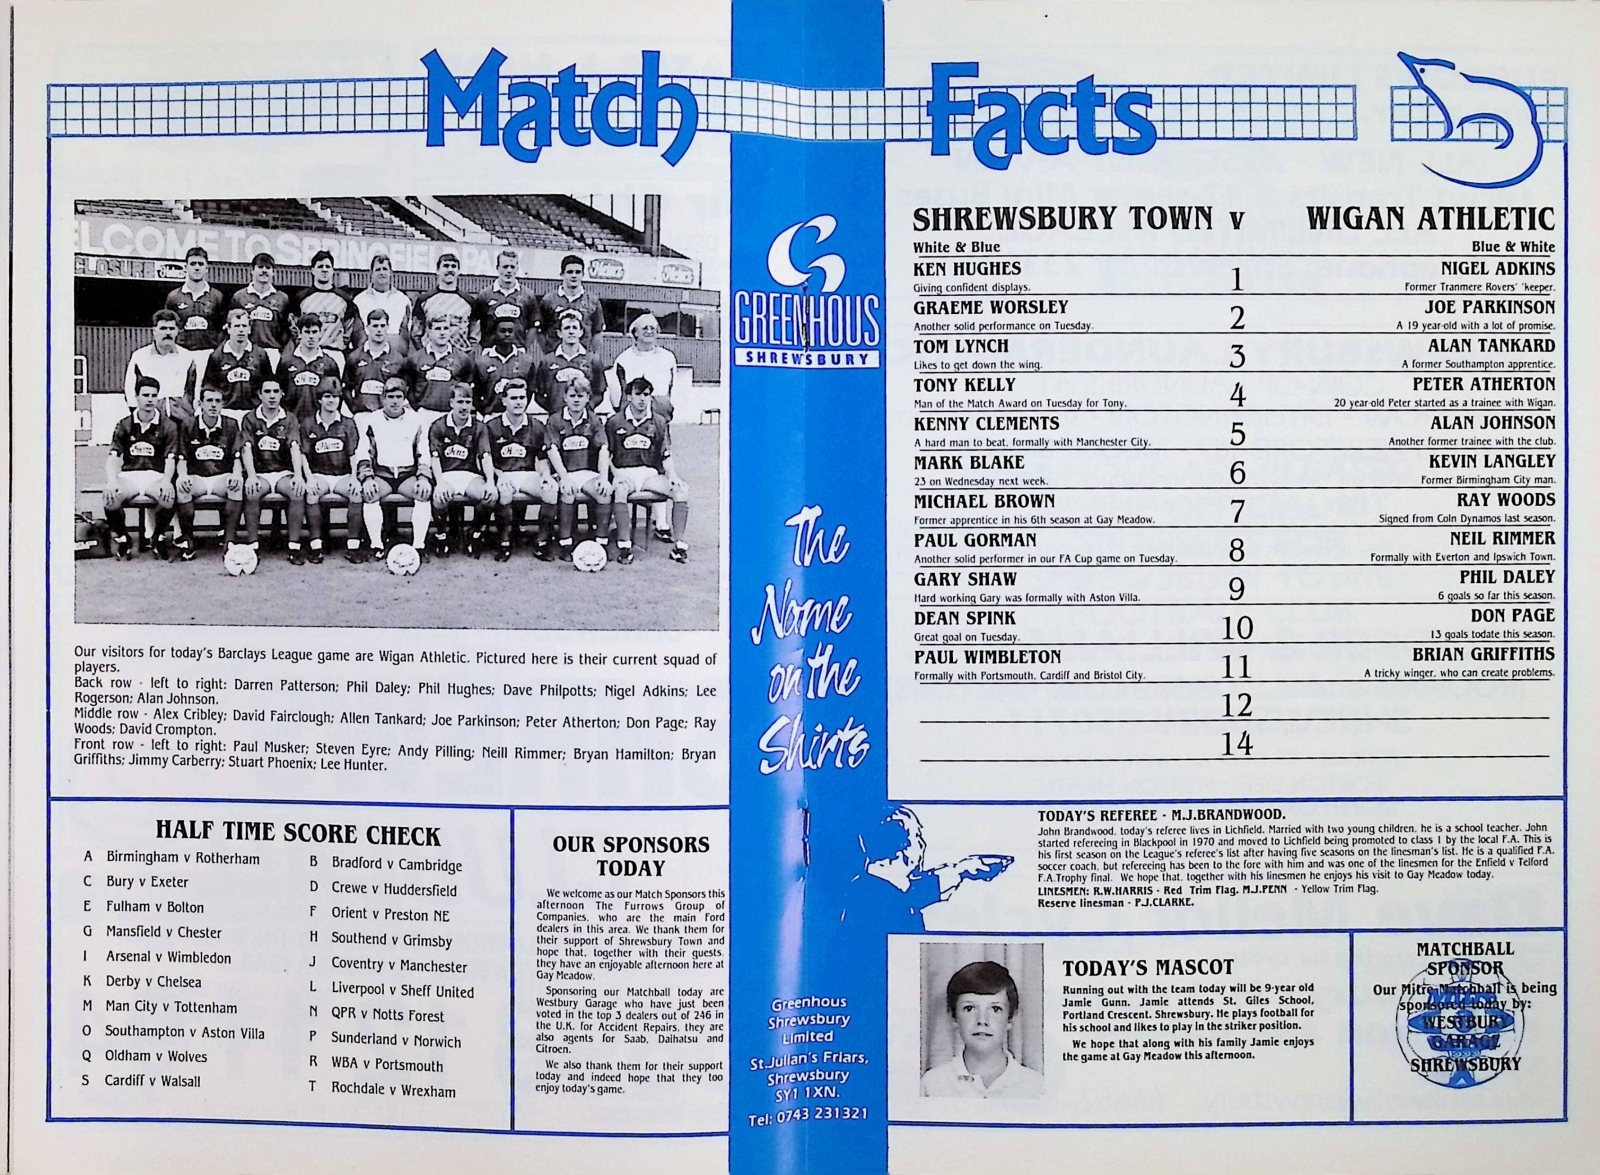 Match Facts
WELCOME TO SPRINGFIELD PARK
CLOSURE
Heinz
Our visitors for today's Barclays League game are Wigan Athletic. Pictured here is their current squad of
players.
Back row - left to right: Darren Patterson; Phil Daley; Phil Hughes; Dave Philpotts; Nigel Adkins; Lee
Rogerson; Alan Johnson.
Middle row - Alex Cribley; David Fairclough; Allen Tankard; Joe Parkinson; Peter Atherton; Don Page; Ray
Woods; David Crompton.
Front row - left to right: Paul Musker; Steven Eyre; Andy Pilling; Neill Rimmer; Bryan Hamilton; Bryan
Griffiths; Jimmy Carberry; Stuart Phoenix; Lee Hunter.
HALF TIME SCORE CHECK
A Birmingham v Rotherham
B Bradford v Cambridge
C Bury v Exeter
D Crewe v Huddersfield
E Fulham v Bolton
F Orient v Preston NE
G Mansfield v Chester
H Southend v Grimsby
I Arsenal v Wimbledon
J Coventry v Manchester
K Derby v Chelsea
L Liverpool v Sheff United
M Man City v Tottenham
N QPR v Notts Forest
O Southampton v Aston Villa
P Sunderland v Norwich
Q Oldham v Wolves
R WBA v Portsmouth
S Cardiff v Walsall
T Rochdale v Wrexham
OUR SPONSORS
TODAY
We welcome as our Match Sponsors this
afternoon The Furrows Group of
Companies, who are the main Ford
dealers in this area. We thank them for
their support of Shrewsbury Town and
hope that, together with their guests,
they have an enjoyable afternoon here at
Gay Meadow.
Sponsoring our Matchball today are
Westbury Garage who have just been
voted in the top 3 dealers out of 246 in
the U.K. for Accident Repairs, they are
also agents for Saab, Daihatsu and
Citroen.
We also thank them for their support
today and indeed hope that they too
enjoy today's game.
GREENHOUS
SHREWSBURY
The
Name
on the
Shirts
Greenhous
Shrewsbury
Limited
St.Julian's Friars,
Shrewsbury
SY1 1XN.
Tel: 0743 231321
SHREWSBURY TOWN v WIGAN ATHLETIC
White & Blue Blue & White
KEN HUGHES 1 NIGEL ADKINS
Giving confident displays. Former Tranmere Rovers' 'keeper.
GRAEME WORSLEY 2 JOE PARKINSON
Another solid performance on Tuesday. A 19 year-old with a lot of promise.
TOM LYNCH 3 ALAN TANKARD
Likes to get down the wing. A former Southampton apprentice.
TONY KELLY 4 PETER ATHERTON
Man of the Match Award on Tuesday for Tony. 20 year-old Peter started as a trainee with Wigan.
KENNY CLEMENTS 5 ALAN JOHNSON
A hard man to beat, formally with Manchester City. Another former trainee with the club.
MARK BLAKE 6 KEVIN LANGLEY
23 on Wednesday next week. Former Birmingham City man.
MICHAEL BROWN 7 RAY WOODS
Former apprentice in his 6th season at Gay Meadow. Signed from Coln Dynamos last season.
PAUL GORMAN 8 NEIL RIMMER
Another solid performer in our FA Cup game on Tuesday. Formally with Everton and Ipswich Town.
GARY SHAW 9 PHIL DALEY
Hard working Gary was formally with Aston Villa. 6 goals so far this season.
DEAN SPINK 10 DON PAGE
Great goal on Tuesday. 13 goals todate this season.
PAUL WIMBLETON 11 BRIAN GRIFFITHS
Formally with Portsmouth, Cardiff and Bristol City. A tricky winger, who can create problems.
12
14
TODAY'S REFEREE - M.J.BRANDWOOD.
John Brandwood, today's referee lives in Lichfield. Married with two young children, he is a school teacher. John
started refereeing in Blackpool in 1970 and moved to Lichfield being promoted to class 1 by the local F.A. This is
his first season on the League's referee's list after having five seasons on the linesman's list. He is a qualified F.A.
soccer coach, but refereeing has been to the fore with him and was one of the linesmen for the Enfield v Telford
F.A.Trophy final. We hope that, together with his linesmen he enjoys his visit to Gay Meadow today.
LINESMEN: R.W.HARRIS - Red Trim Flag. M.J.PENN - Yellow Trim Flag.
Reserve linesman - P.J.CLARKE.
TODAY'S MASCOT
Running out with the team today will be 9-year old
Jamie Gunn. Jamie attends St. Giles School,
Portland Crescent, Shrewsbury. He plays football for
his school and likes to play in the striker position.
We hope that along with his family Jamie enjoys
the game at Gay Meadow this afternoon.
MATCHBALL
SPONSOR
Our Mitre Matchball is being
sponsored today by:
WESTBURY
GARAGE
SHREWSBURY
Mitre